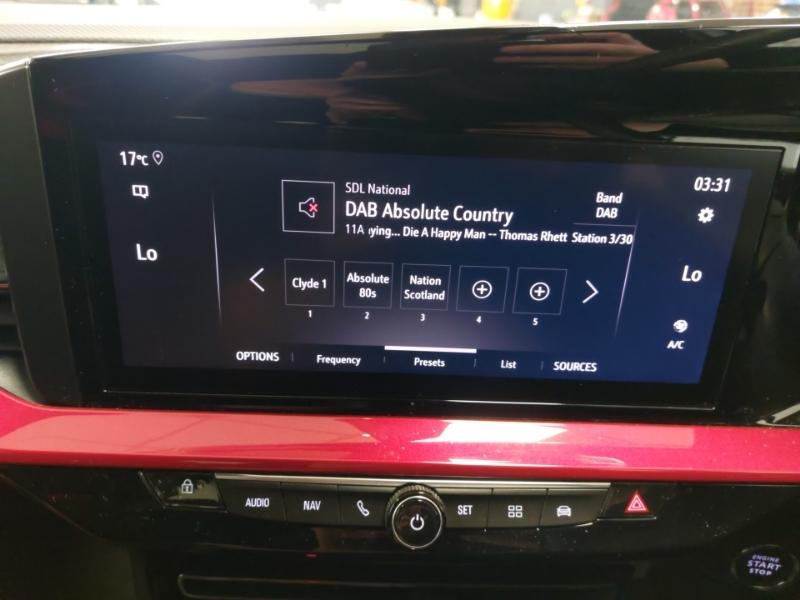 17°C
03:31
SDL National
DAB Absolute Country
11A ying... Die A Happy Man -- Thomas Rhett Station 3/30
Band
DAB
Lo
Lo
Clyde 1
Absolute
80s
Nation
Scotland
1
2
3
4
5
A/C
OPTIONS
Frequency
Presets
List
SOURCES
AUDIO
NAV
SET
ENGINE
START
STOP